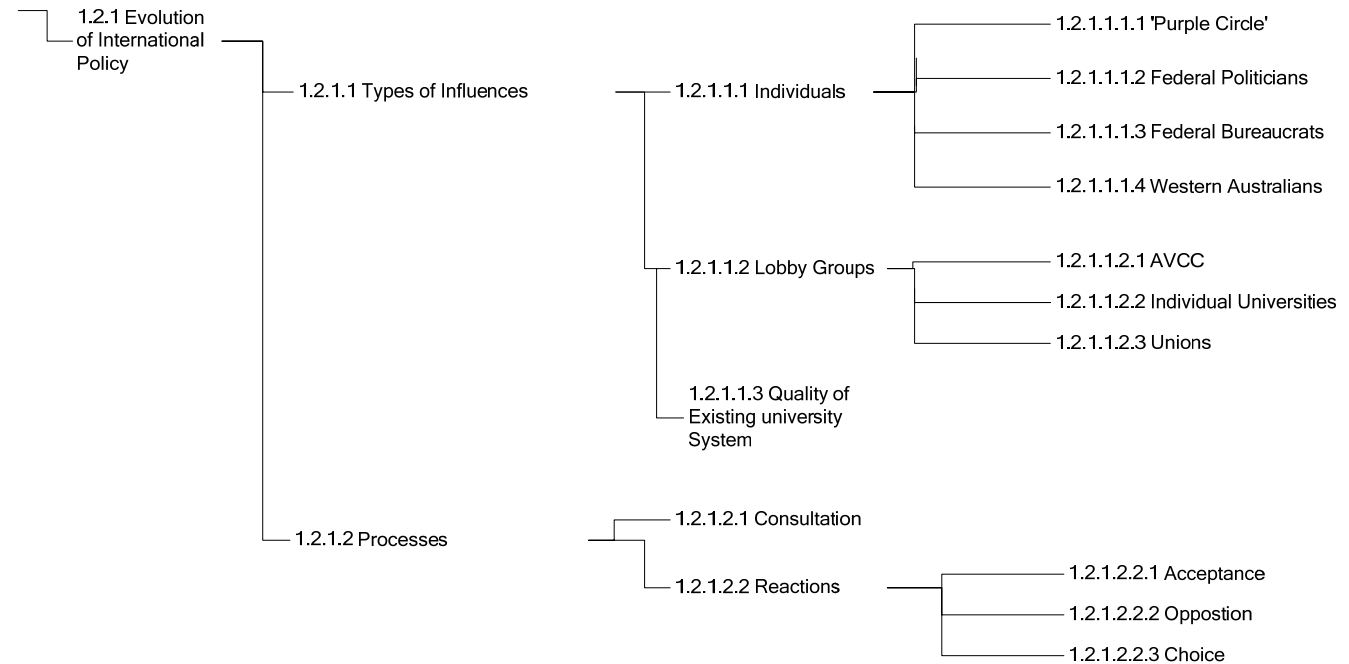 1.2.1 Evolution
of International
Policy
1.2.1.1 Types of Influences
1.2.1.1.1 Individuals
1.2.1.1.1.1 'Purple Circle'
1.2.1.1.1.2 Federal Politicians
1.2.1.1.1.3 Federal Bureaucrats
1.2.1.1.1.4 Western Australians
1.2.1.1.2 Lobby Groups
1.2.1.1.2.1 AVCC
1.2.1.1.2.2 Individual Universities
1.2.1.1.2.3 Unions
1.2.1.1.3 Quality of
Existing university
System
1.2.1.2 Processes
1.2.1.2.1 Consultation
1.2.1.2.2 Reactions
1.2.1.2.2.1 Acceptance
1.2.1.2.2.2 Oppostion
1.2.1.2.2.3 Choice